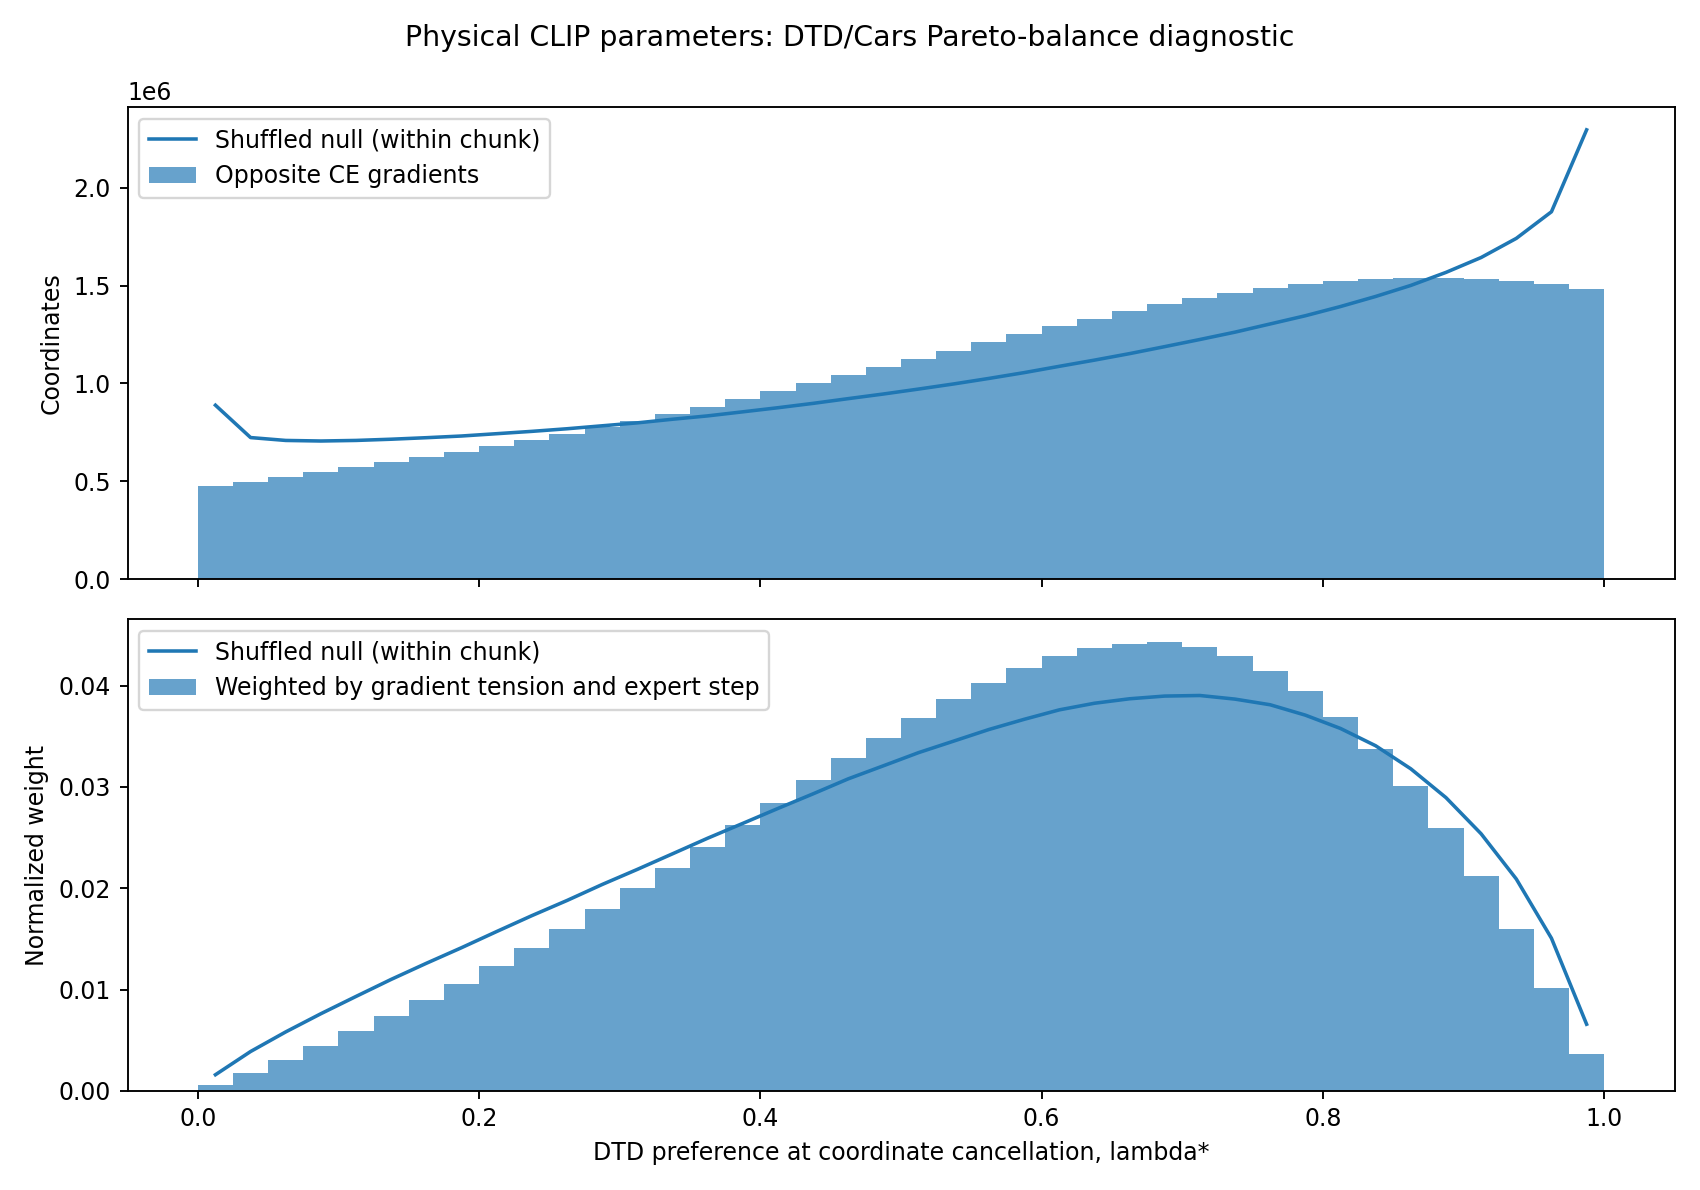 Physical CLIP parameters: DTD/Cars Pareto-balance diagnostic
1e6
Shuffled null (within chunk)
Opposite CE gradients
Coordinates
2.0
1.5
1.0
0.5
0.0
Shuffled null (within chunk)
Weighted by gradient tension and expert step
Normalized weight
0.04
0.03
0.02
0.01
0.00
0.0 0.2 0.4 0.6 0.8 1.0
DTD preference at coordinate cancellation, lambda*